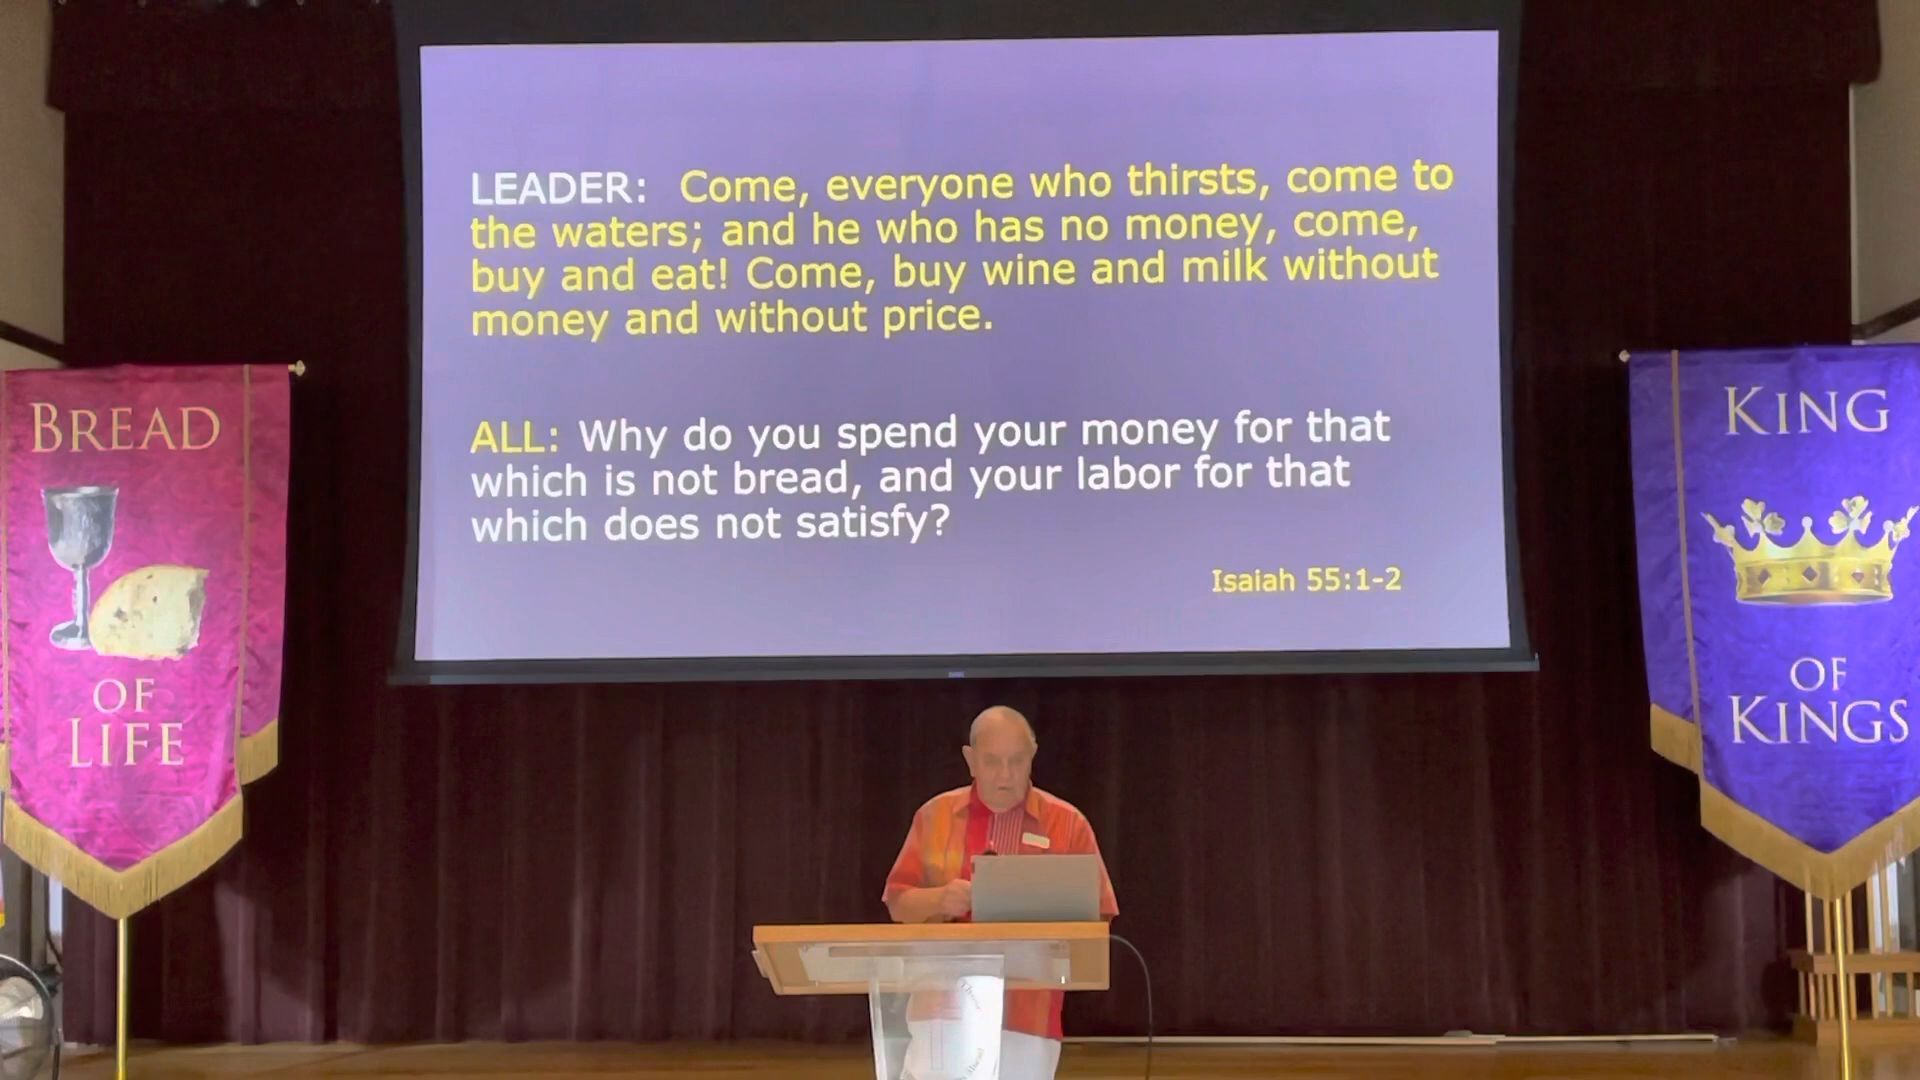 LEADER: Come, everyone who thirsts, come to
the waters; and he who has no money, come,
buy and eat! Come, buy wine and milk without
money and without price.
ALL: Why do you spend your money for that
which is not bread, and your labor for that
which does not satisfy?
Isaiah 55:1-2
BREAD
OF
LIFE
KING
OF
KINGS